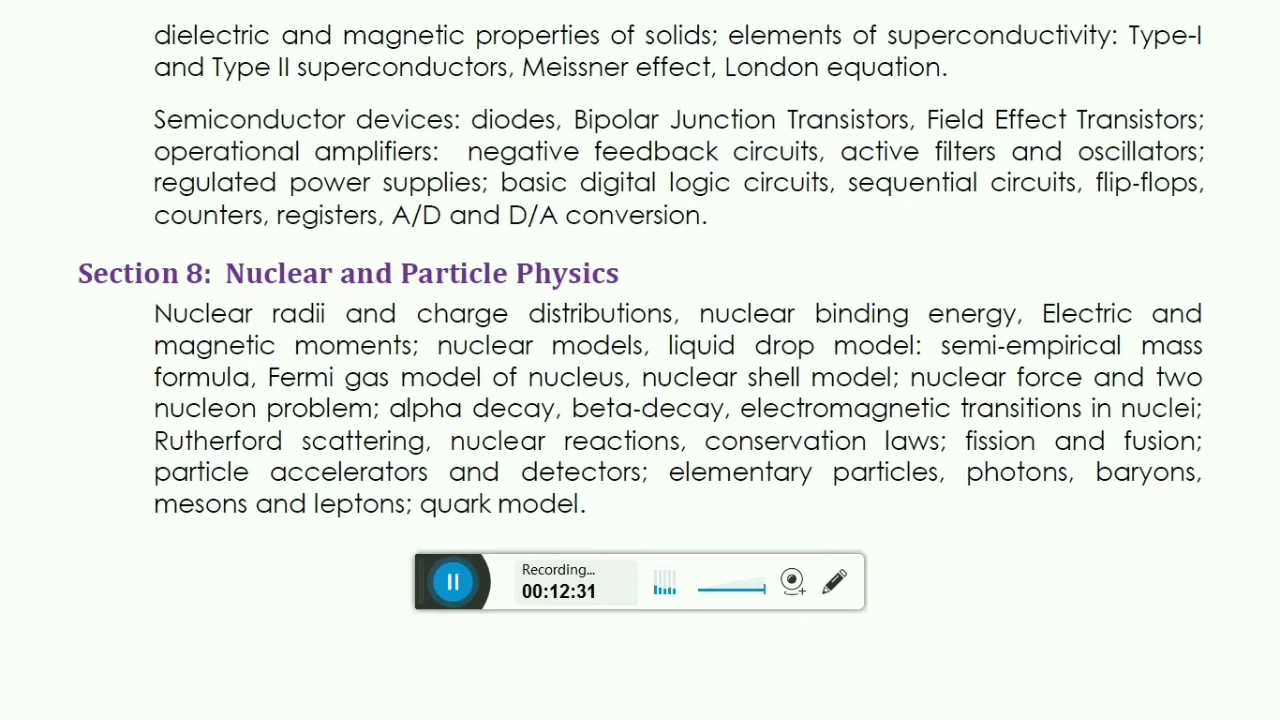 dielectric and magnetic properties of solids; elements of superconductivity: Type-I
and Type II superconductors, Meissner effect, London equation.
Semiconductor devices: diodes, Bipolar Junction Transistors, Field Effect Transistors;
operational amplifiers: negative feedback circuits, active filters and oscillators;
regulated power supplies; basic digital logic circuits, sequential circuits, flip-flops,
counters, registers, A/D and D/A conversion.
Section 8: Nuclear and Particle Physics
Nuclear radii and charge distributions, nuclear binding energy, Electric and
magnetic moments; nuclear models, liquid drop model: semi-empirical mass
formula, Fermi gas model of nucleus, nuclear shell model; nuclear force and two
nucleon problem; alpha decay, beta-decay, electromagnetic transitions in nuclei;
Rutherford scattering, nuclear reactions, conservation laws; fission and fusion;
particle accelerators and detectors; elementary particles, photons, baryons,
mesons and leptons; quark model.
Recording...
00:12:31